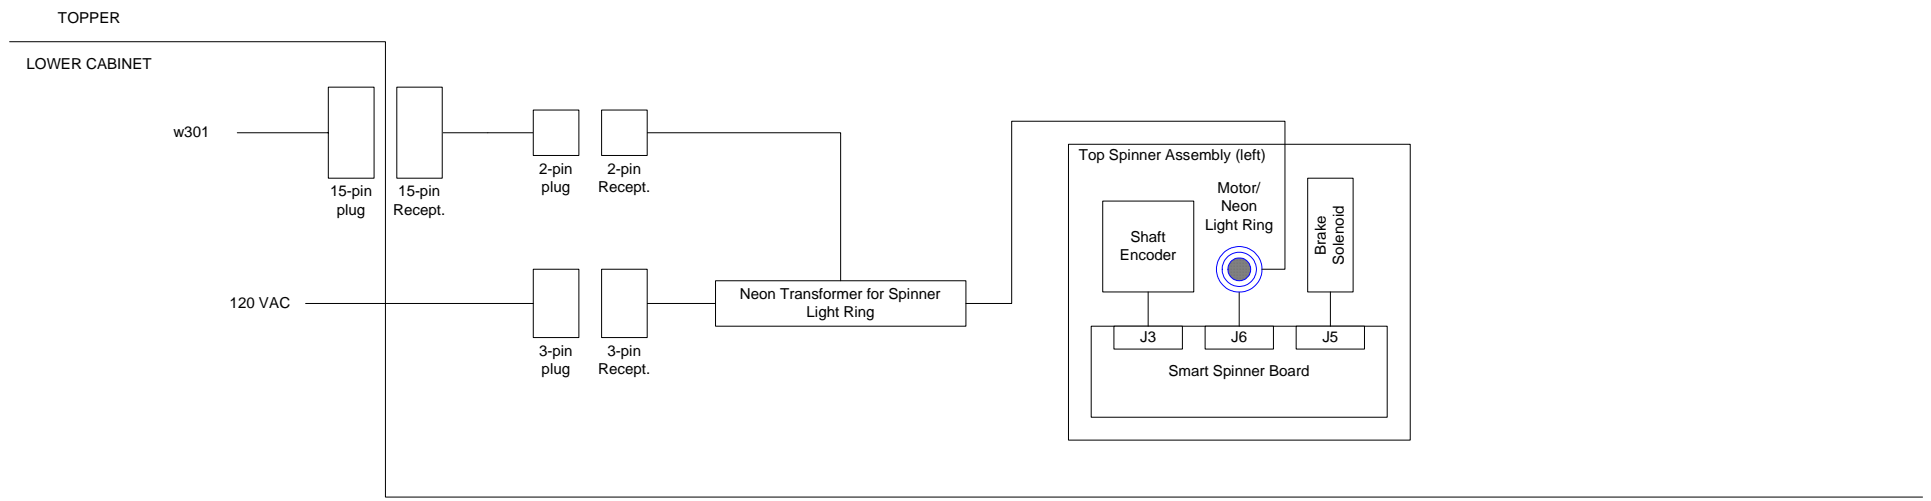 TOPPER
LOWER CABINET
w301
15-pin
plug
15-pin
Recept.
2-pin
plug
2-pin
Recept.
120 VAC
3-pin
plug
3-pin
Recept.
Neon Transformer for Spinner
Light Ring
Top Spinner Assembly (left)
Shaft
Encoder
Motor/
Neon
Light Ring
Brake
Solenoid
J3
J6
J5
Smart Spinner Board